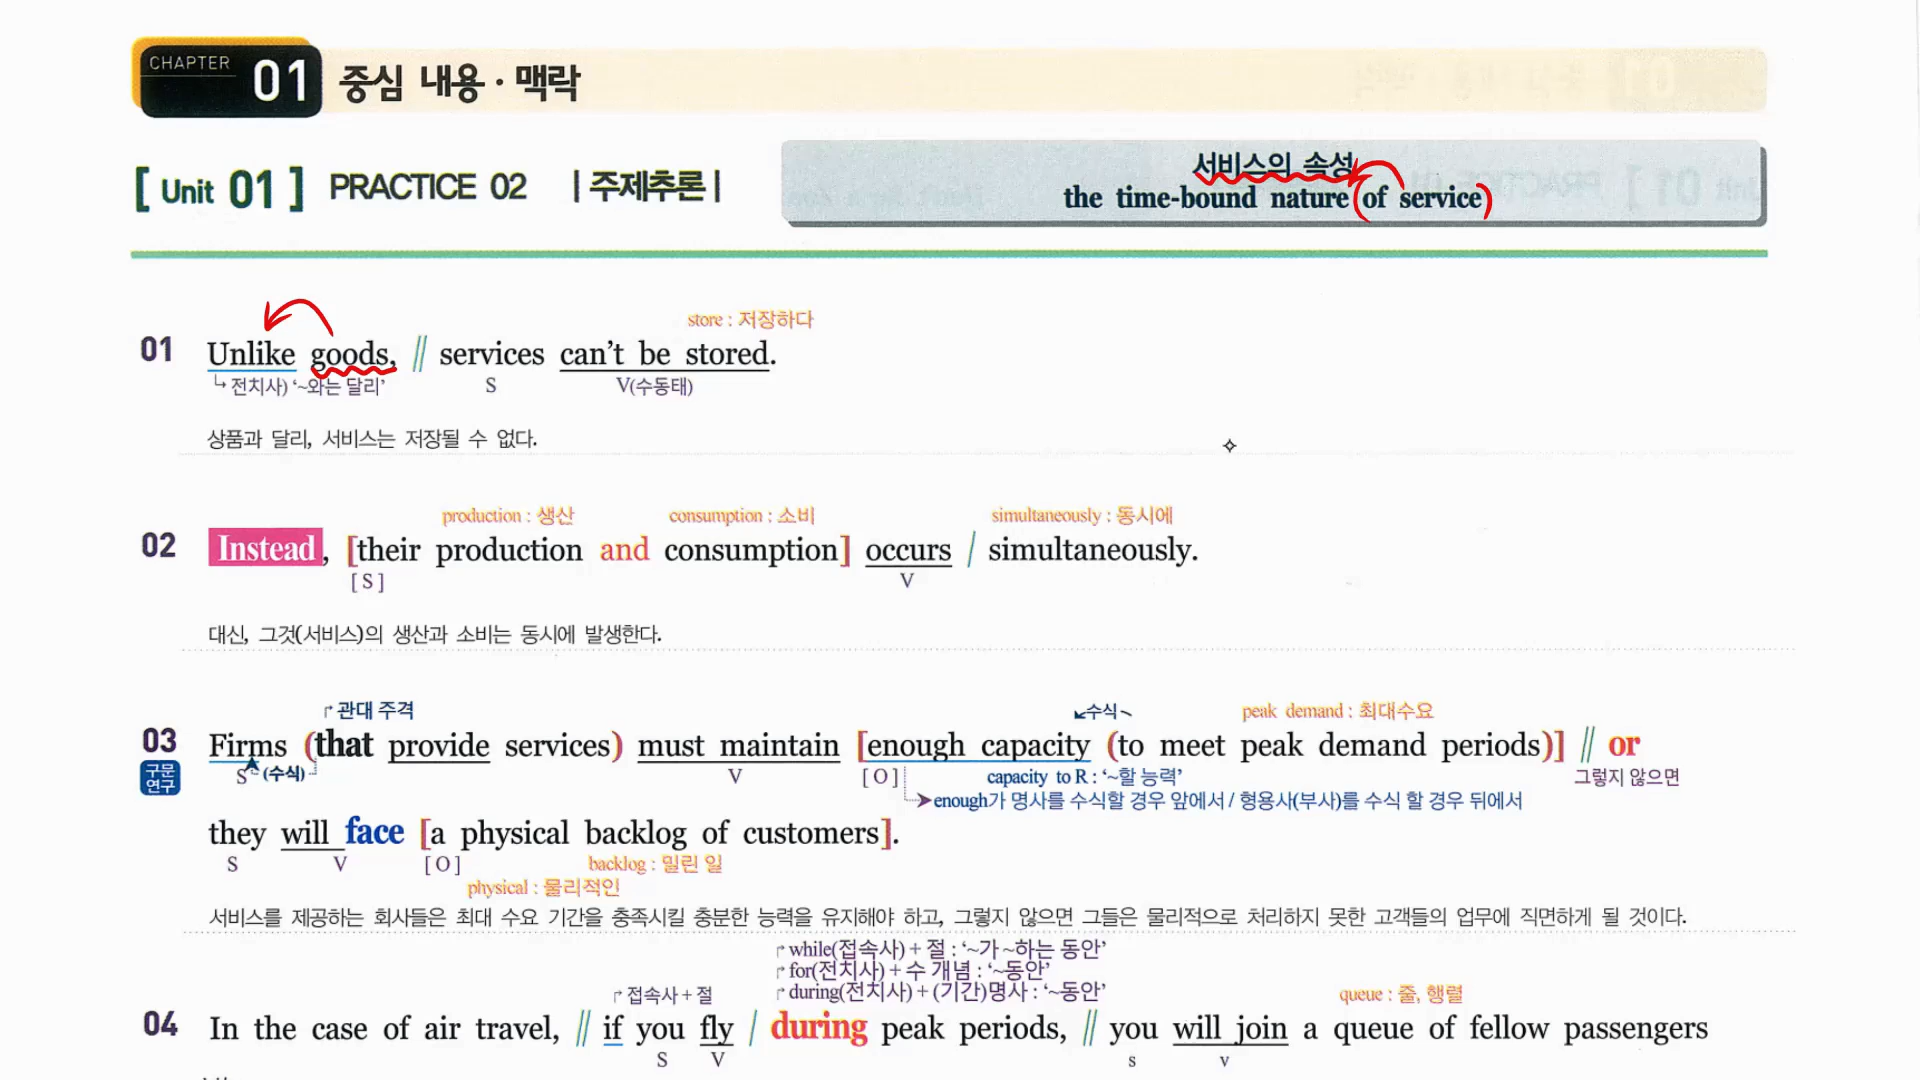 CHAPTER 01 중심 내용 · 맥락
[ Unit 01 ] PRACTICE 02 | 주제추론 |
서비스의 속성
the time-bound nature (of service)
store : 저장하다
01 Unlike goods, // services can't be stored.
↳ 전치사) '~와는 달리' S V(수동태)
상품과 달리, 서비스는 저장될 수 없다.
production : 생산 consumption : 소비 simultaneously : 동시에
02 Instead, [their production and consumption] occurs / simultaneously.
[ S ] V
대신, 그것(서비스)의 생산과 소비는 동시에 발생한다.
┌ 관대 주격 수식 peak demand : 최대수요
03 Firms (that provide services) must maintain [enough capacity (to meet peak demand periods)] // or
구문연구 S (수식) V [ O ] capacity to R : '~할 능력' 그렇지 않으면
enough가 명사를 수식할 경우 앞에서 / 형용사(부사)를 수식 할 경우 뒤에서
they will face [a physical backlog of customers].
S V [ O ] backlog : 밀린 일
physical : 물리적인
서비스를 제공하는 회사들은 최대 수요 기간을 충족시킬 충분한 능력을 유지해야 하고, 그렇지 않으면 그들은 물리적으로 처리하지 못한 고객들의 업무에 직면하게 될 것이다.
┌ while(접속사) + 절 : '~가 ~하는 동안'
┌ for(전치사) + 수 개념 : '~동안'
┌ 접속사 + 절 ┌ during(전치사) + (기간)명사 : '~동안' queue : 줄, 행렬
04 In the case of air travel, // if you fly / during peak periods, // you will join a queue of fellow passengers
S V s v